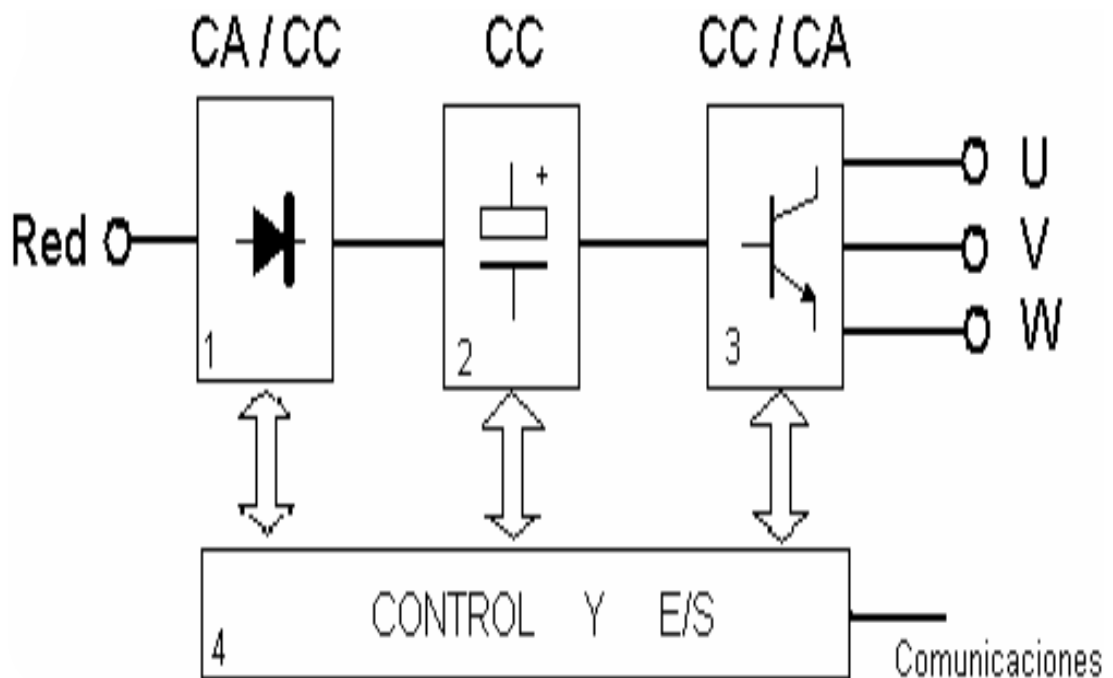 CA / CC
CC
CC / CA
Red
U
V
W
+
1
2
3
CONTROL Y E/S
4
Comunicaciones